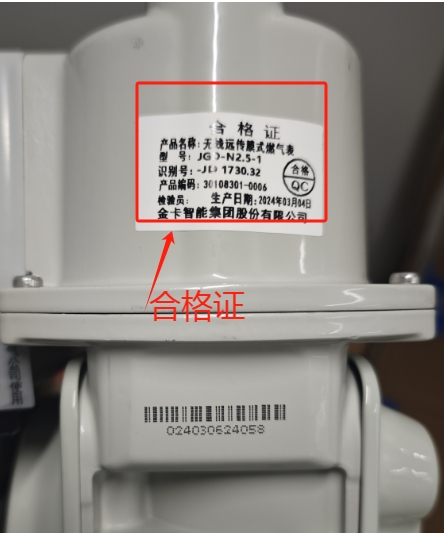 合格证
产品名称：无线远传膜式燃气表
型 号：JGD-N2.5-1
识别号：-JD 1730.32
产品编码：30108301-0006
合格
QC
检验员： 生产日期：2024年03月04日
金卡智能集团股份有限公司
合格证
024030624058
使用